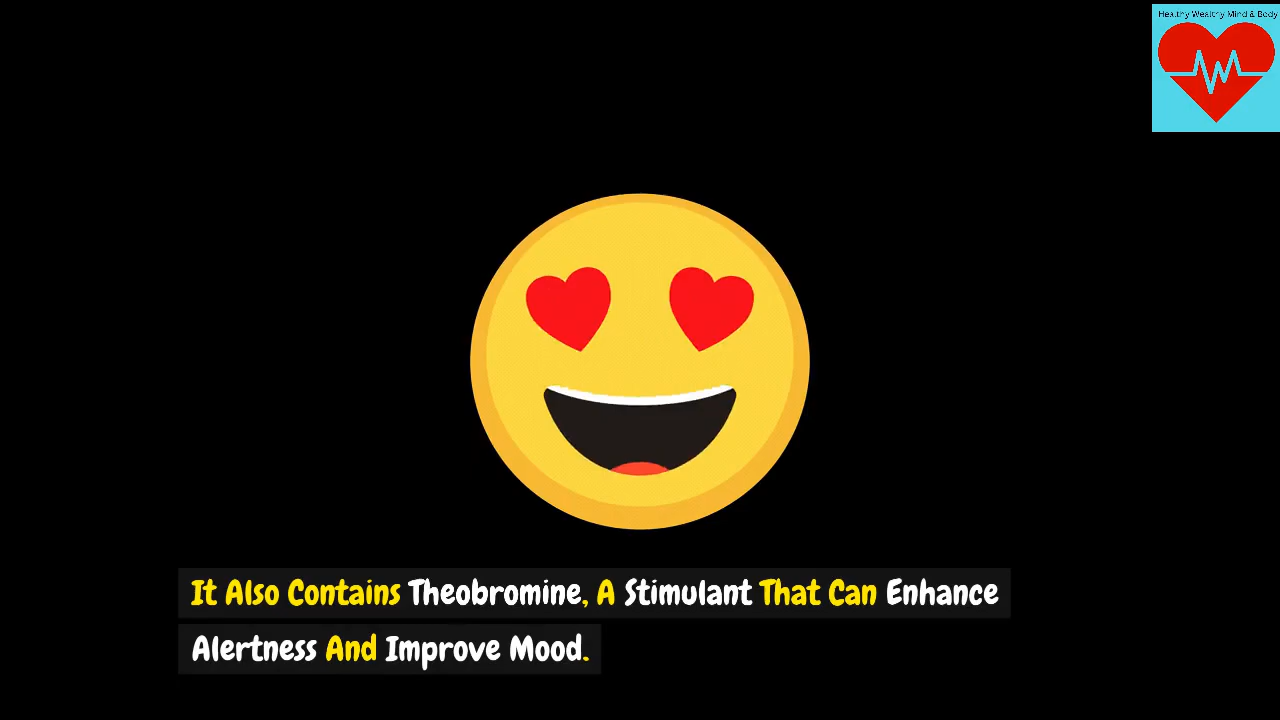 Healthy Wealthy Mind & Body
It Also Contains Theobromine, A Stimulant That Can Enhance
Alertness And Improve Mood.